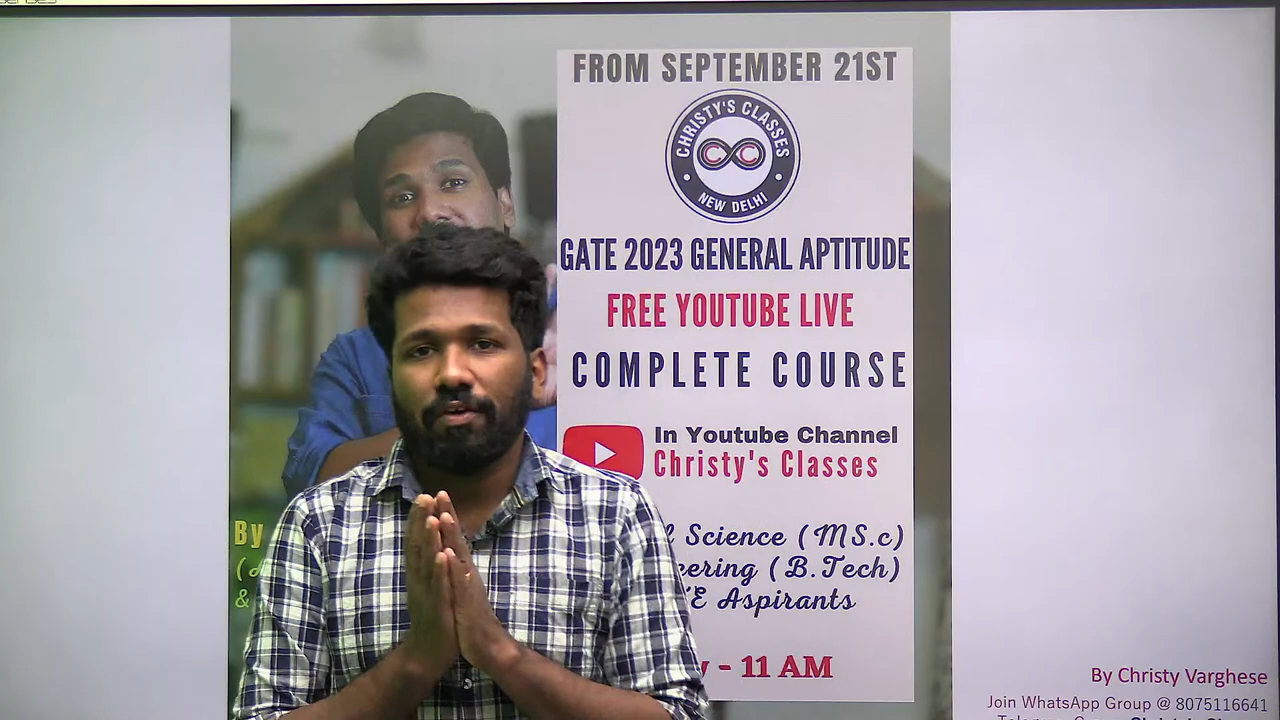 FROM SEPTEMBER 21ST
CHRISTY'S CLASSES
CC
NEW DELHI
GATE 2023 GENERAL APTITUDE
FREE YOUTUBE LIVE
COMPLETE COURSE
In Youtube Channel
Christy's Classes
By
Science (MS.c)
(B.Tech)
&
Aspirants
- 11 AM
By Christy Varghese
Join WhatsApp Group @ 8075116641